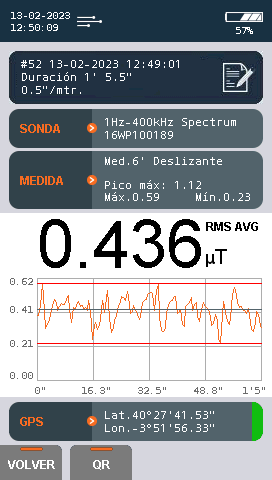 13-02-2023
12:50:09
57%
#52 13-02-2023 12:49:01
Duración 1' 5.5"
0.5"/mtr.
SONDA
1Hz-400kHz Spectrum
16WP100189
MEDIDA
Med.6' Deslizante
Pico máx: 1.12
Máx.0.59 Mín.0.23
0.436 RMS AVG
µT
0.62
0.41
0.21
0.00
0" 16.3" 32.5" 48.8" 1'5"
GPS
Lat.40°27'41.53"
Lon.-3°51'56.33"
VOLVER QR